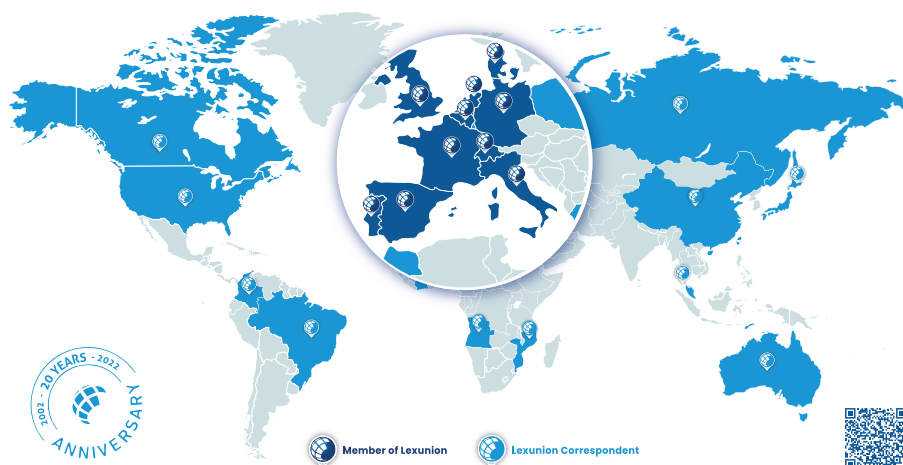 2002 - 20 YEARS - 2022
ANNIVERSARY
Member of Lexunion
Lexunion Correspondent